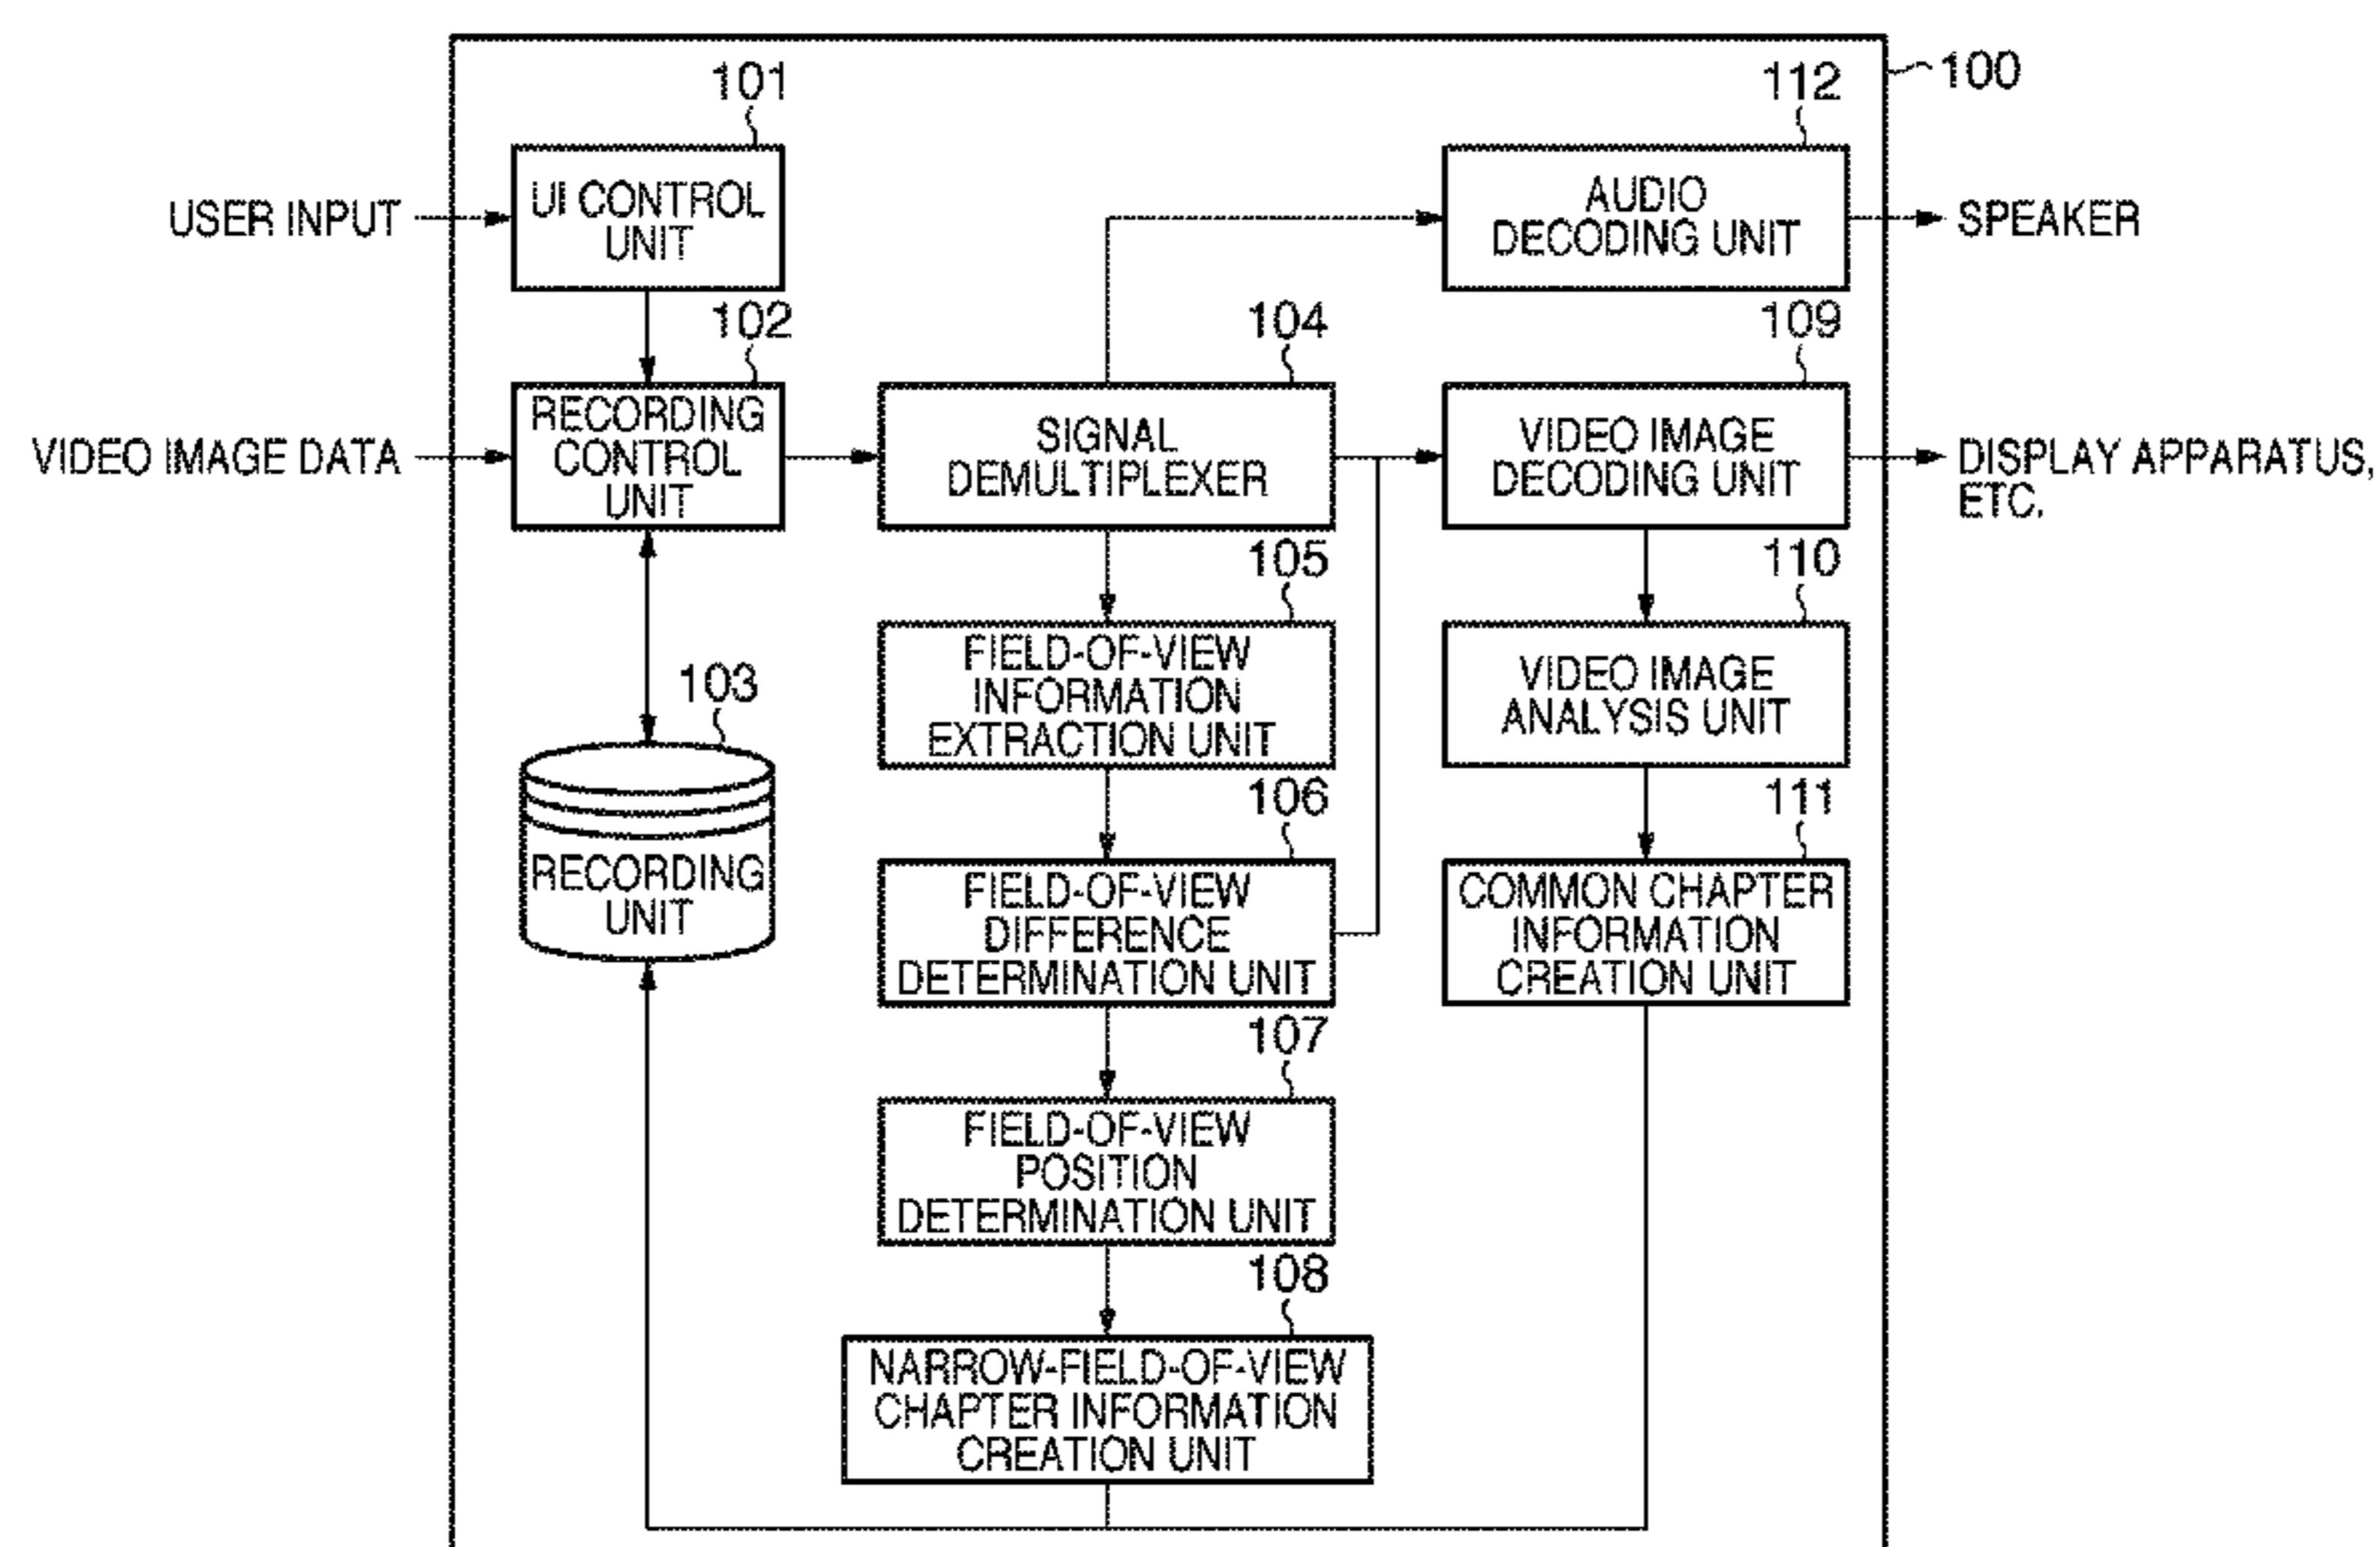 100
101
112
USER INPUT
UI CONTROL
UNIT
AUDIO
DECODING UNIT
SPEAKER
102
104
109
VIDEO IMAGE DATA
RECORDING
CONTROL
UNIT
SIGNAL
DEMULTIPLEXER
VIDEO IMAGE
DECODING UNIT
DISPLAY APPARATUS,
ETC.
105
110
FIELD-OF-VIEW
INFORMATION
EXTRACTION UNIT
VIDEO IMAGE
ANALYSIS UNIT
103
RECORDING
UNIT
106
111
FIELD-OF-VIEW
DIFFERENCE
DETERMINATION UNIT
COMMON CHAPTER
INFORMATION
CREATION UNIT
107
FIELD-OF-VIEW
POSITION
DETERMINATION UNIT
108
NARROW-FIELD-OF-VIEW
CHAPTER INFORMATION
CREATION UNIT